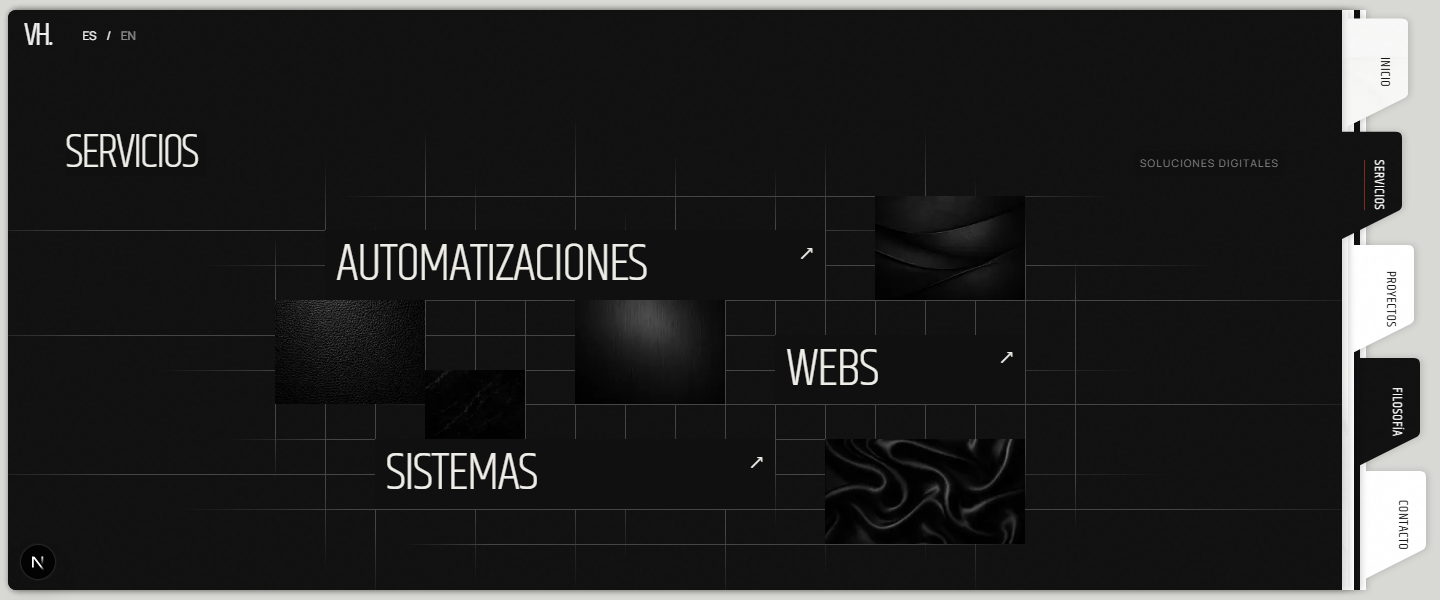 VH.
ES / EN
SERVICIOS
SOLUCIONES DIGITALES
AUTOMATIZACIONES ↗
WEBS ↗
SISTEMAS ↗
N
INICIO
SERVICIOS
PROYECTOS
FILOSOFÍA
CONTACTO